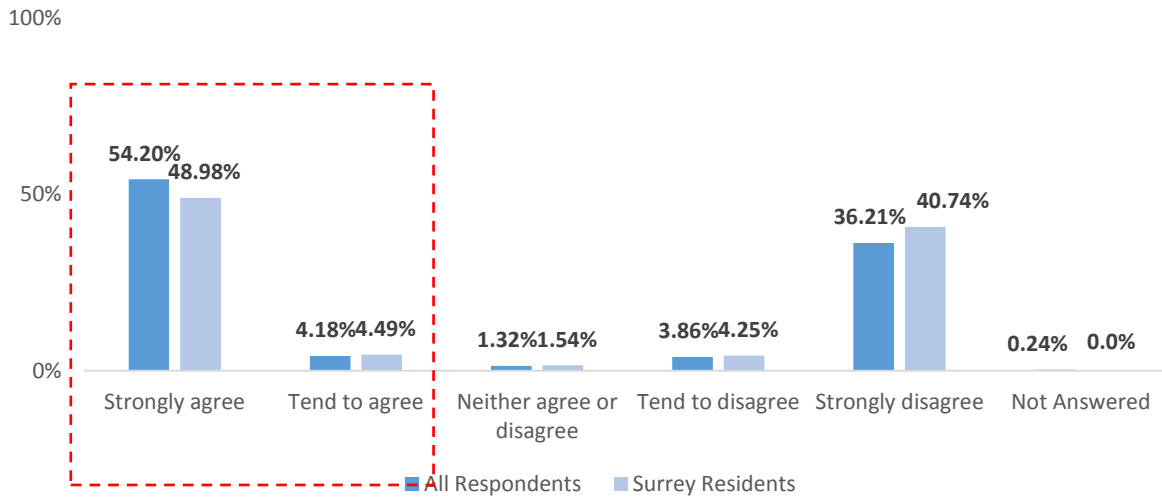 100%
54.20%
48.98%
50%
36.21%
40.74%
4.18%
4.49%
1.32%
1.54%
3.86%
4.25%
0.24%
0.0%
0%
Strongly agree
Tend to agree
Neither agree or
disagree
Tend to disagree
Strongly disagree
Not Answered
All Respondents
Surrey Residents